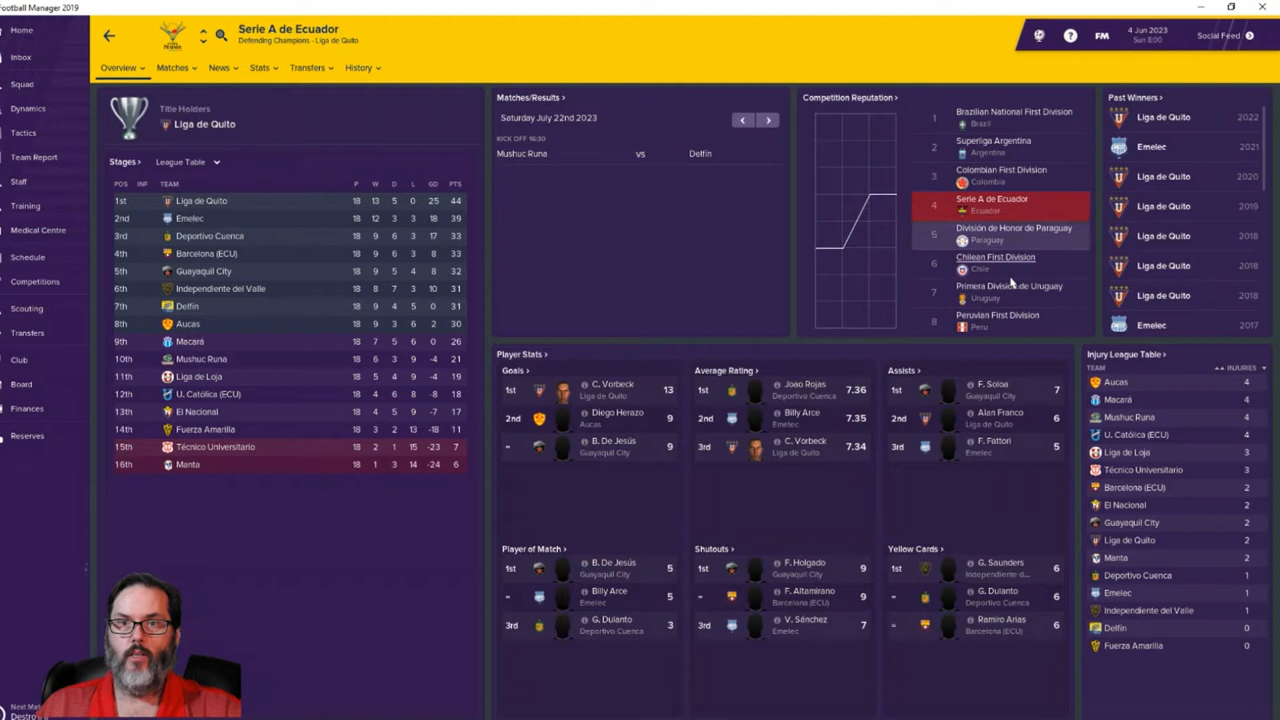 Football Manager 2019
Home
Inbox
Squad
Dynamics
Tactics
Team Report
Staff
Training
Medical Centre
Schedule
Competitions
Scouting
Transfers
Club
Board
Finances
Reserves
Next Mat
Serie A de Ecuador
Defending Champions - Liga de Quito
4 Jun 2023
Sun 8:00
FM
Social Feed
Overview
Matches
News
Stats
Transfers
History
Title Holders
Liga de Quito
Stages > League Table
POS INF TEAM P W D L GD PTS
1st Liga de Quito 18 13 5 0 25 44
2nd Emelec 18 12 3 3 18 39
3rd Deportivo Cuenca 18 9 6 3 17 33
4th Barcelona (ECU) 18 9 6 3 8 33
5th Guayaquil City 18 9 5 4 8 32
6th Independiente del Valle 18 8 7 3 10 31
7th Delfín 18 9 4 5 0 31
8th Aucas 18 9 3 6 2 30
9th Macará 18 7 5 6 0 26
10th Mushuc Runa 18 6 3 9 -4 21
11th Liga de Loja 18 5 4 9 -4 19
12th U. Católica (ECU) 18 4 6 8 -8 18
13th El Nacional 18 4 5 9 -7 17
14th Fuerza Amarilla 18 3 2 13 -18 11
15th Técnico Universitario 18 2 1 15 -23 7
16th Manta 18 1 3 14 -24 6
Matches/Results >
Saturday July 22nd 2023
KICK OFF 16:30
Mushuc Runa vs Delfín
Competition Reputation >
1 Brazilian National First Division
Brazil
2 Superliga Argentina
Argentina
3 Colombian First Division
Colombia
4 Serie A de Ecuador
Ecuador
5 División de Honor de Paraguay
Paraguay
6 Chilean First Division
Chile
7 Primera División de Uruguay
Uruguay
8 Peruvian First Division
Peru
Past Winners >
Liga de Quito 2022
Emelec 2021
Liga de Quito 2020
Liga de Quito 2019
Liga de Quito 2018
Liga de Quito 2018
Liga de Quito 2018
Emelec 2017
Player Stats >
Goals >
1st C. Vorbeck 13
Liga de Quito
2nd Diego Herazo 9
Aucas
- B. De Jesús 9
Guayaquil City
Average Rating >
1st Joao Rojas 7.36
Deportivo Cuenca
2nd Billy Arce 7.35
Emelec
3rd C. Vorbeck 7.34
Liga de Quito
Assists >
1st F. Soloa 7
Guayaquil City
2nd Alan Franco 6
Liga de Quito
3rd F. Fattori 5
Emelec
Player of Match >
1st B. De Jesús 5
Guayaquil City
- Billy Arce 5
Emelec
3rd G. Duianto 3
Deportivo Cuenca
Shutouts >
1st F. Holgado 9
Guayaquil City
- F. Altamirano 9
Barcelona (ECU)
3rd V. Sánchez 7
Emelec
Yellow Cards >
1st G. Saunders 6
Independiente d...
- G. Duianto 6
Deportivo Cuenca
- Ramiro Arias 6
Barcelona (ECU)
Injury League Table >
TEAM INJURIES
Aucas 4
Macará 4
Mushuc Runa 4
U. Católica (ECU) 4
Liga de Loja 3
Técnico Universitario 3
Barcelona (ECU) 2
El Nacional 2
Guayaquil City 2
Liga de Quito 2
Manta 2
Deportivo Cuenca 1
Emelec 1
Independiente del Valle 1
Delfín 0
Fuerza Amarilla 0